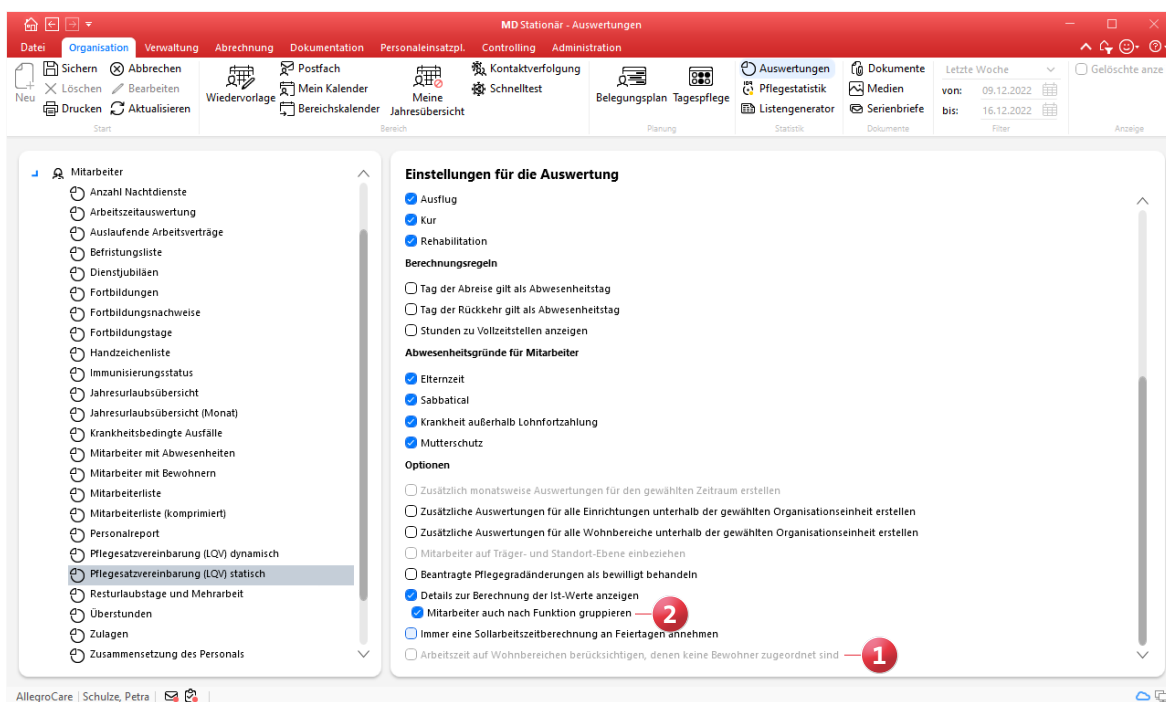 MD Stationär - Auswertungen
Datei Organisation Verwaltung Abrechnung Dokumentation Personaleinsatzpl. Controlling Administration
Neu
Sichern Abbrechen
Löschen Bearbeiten
Drucken Aktualisieren
Start
Wiedervorlage
Postfach
Mein Kalender
Bereichskalender
Meine
Jahresübersicht
Kontaktverfolgung
Schnelltest
Bereich
Belegungsplan Tagespflege
Planung
Auswertungen
Pflegestatistik
Listengenerator
Statistik
Dokumente
Medien
Serienbriefe
Dokumente
Letzte Woche
von: 09.12.2022
bis: 16.12.2022
Filter
Gelöschte anze
Anzeige
Mitarbeiter
Anzahl Nachtdienste
Arbeitszeitauswertung
Auslaufende Arbeitsverträge
Befristungsliste
Dienstjubiläen
Fortbildungen
Fortbildungsnachweise
Fortbildungstage
Handzeichenliste
Immunisierungsstatus
Jahresurlaubsübersicht
Jahresurlaubsübersicht (Monat)
Krankheitsbedingte Ausfälle
Mitarbeiter mit Abwesenheiten
Mitarbeiter mit Bewohnern
Mitarbeiterliste
Mitarbeiterliste (komprimiert)
Personalreport
Pflegesatzvereinbarung (LQV) dynamisch
Pflegesatzvereinbarung (LQV) statisch
Resturlaubstage und Mehrarbeit
Überstunden
Zulagen
Zusammensetzung des Personals
Einstellungen für die Auswertung
Ausflug
Kur
Rehabilitation
Berechnungsregeln
Tag der Abreise gilt als Abwesenheitstag
Tag der Rückkehr gilt als Abwesenheitstag
Stunden zu Vollzeitstellen anzeigen
Abwesenheitsgründe für Mitarbeiter
Elternzeit
Sabbatical
Krankheit außerhalb Lohnfortzahlung
Mutterschutz
Optionen
Zusätzlich monatsweise Auswertungen für den gewählten Zeitraum erstellen
Zusätzliche Auswertungen für alle Einrichtungen unterhalb der gewählten Organisationseinheit erstellen
Zusätzliche Auswertungen für alle Wohnbereiche unterhalb der gewählten Organisationseinheit erstellen
Mitarbeiter auf Träger- und Standort-Ebene einbeziehen
Beantragte Pflegegradänderungen als bewilligt behandeln
Details zur Berechnung der Ist-Werte anzeigen
Mitarbeiter auch nach Funktion gruppieren 2
Immer eine Sollarbeitszeitberechnung an Feiertagen annehmen
Arbeitszeit auf Wohnbereichen berücksichtigen, denen keine Bewohner zugeordnet sind 1
AllegroCare Schulze, Petra